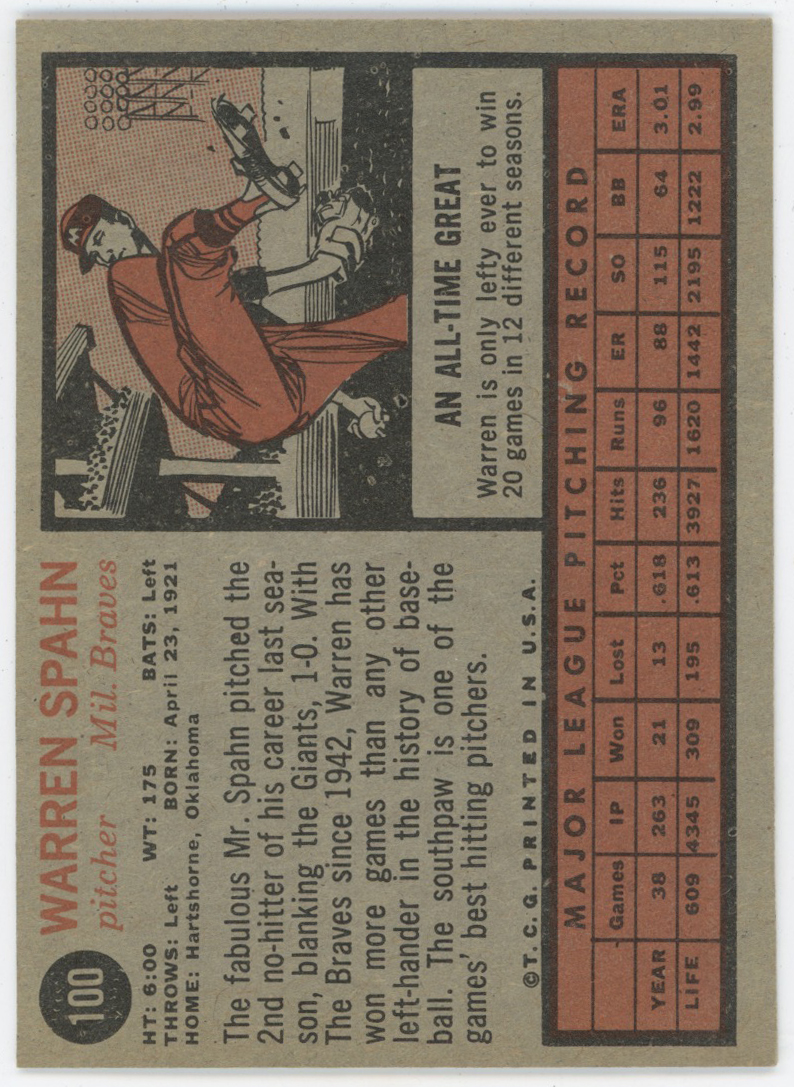 100
WARREN SPAHN
pitcher Mil. Braves
HT: 6:00 WT: 175 BATS: Left
THROWS: Left BORN: April 23, 1921
HOME: Hartshorne, Oklahoma
The fabulous Mr. Spahn pitched the
2nd no-hitter of his career last sea-
son, blanking the Giants, 1-0. With
The Braves since 1942, Warren has
won more games than any other
left-hander in the history of base-
ball. The southpaw is one of the
games' best hitting pitchers.
©T.C.G. PRINTED IN U.S.A.
M
AN ALL-TIME GREAT
Warren is only lefty ever to win
20 games in 12 different seasons.
MAJOR LEAGUE PITCHING RECORD
Games IP Won Lost Pct Hits Runs ER SO BB ERA
YEAR 38 263 21 13 .618 236 96 88 115 64 3.01
LIFE 609 4345 309 195 .613 3927 1620 1442 2195 1222 2.99